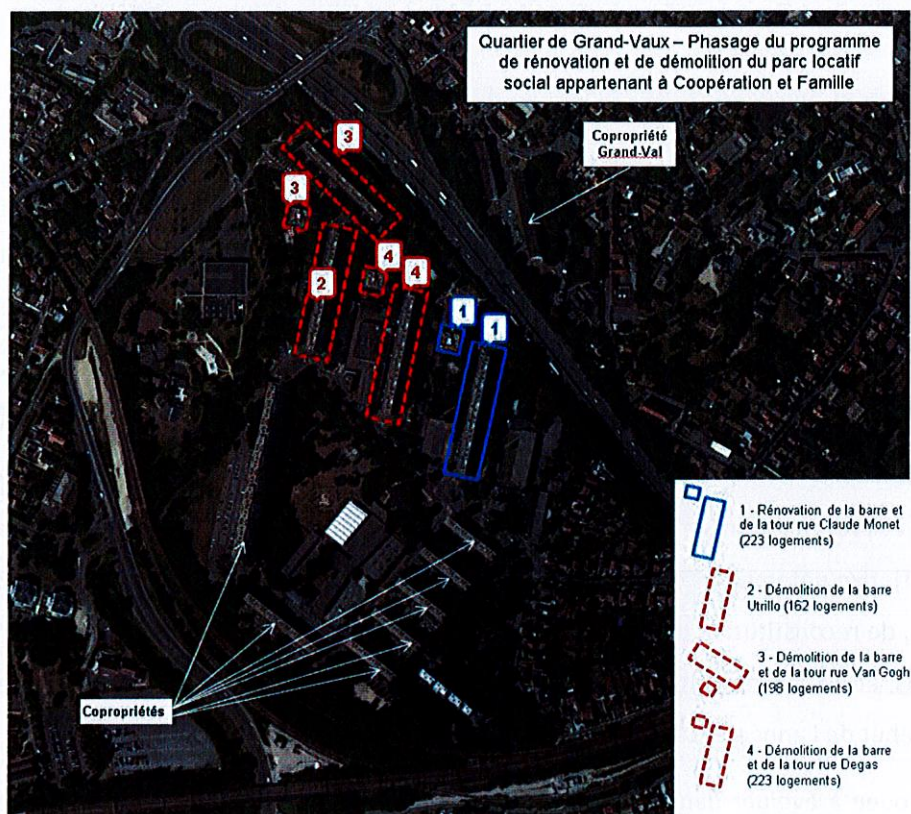 Quartier de Grand-Vaux – Phasage du programme
de rénovation et de démolition du parc locatif
social appartenant à Coopération et Famille
Copropriété
Grand-Val
3
3
4
4
2
1
1
Copropriétés
1 - Rénovation de la barre et
de la tour rue Claude Monet
(223 logements)
2 - Démolition de la barre
Utrillo (162 logements)
3 - Démolition de la barre
et de la tour rue Van Gogh
(198 logements)
4 - Démolition de la barre
et de la tour rue Degas
(223 logements)